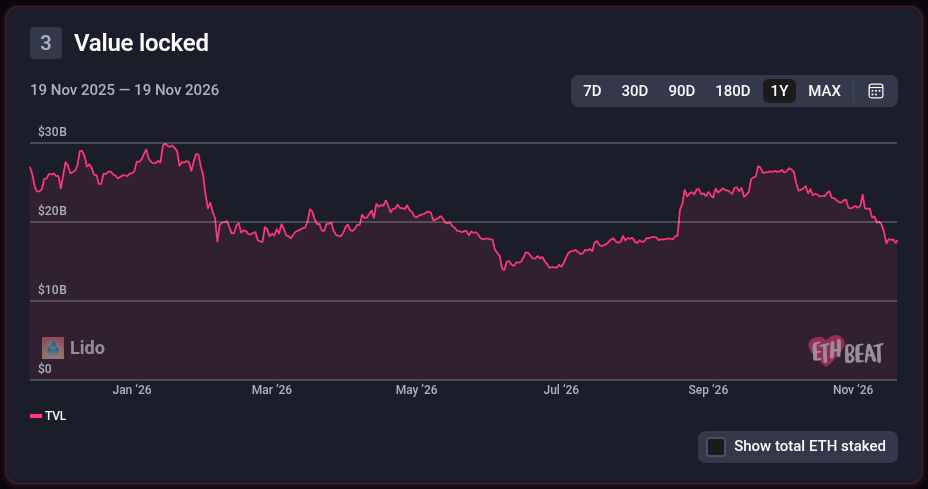 3 Value locked
19 Nov 2025 — 19 Nov 2026
7D 30D 90D 180D 1Y MAX
$30B
$20B
$10B
Lido
ETH BEAT
$0
Jan ‘26 Mar ‘26 May ‘26 Jul ‘26 Sep ‘26 Nov ‘26
TVL
Show total ETH staked